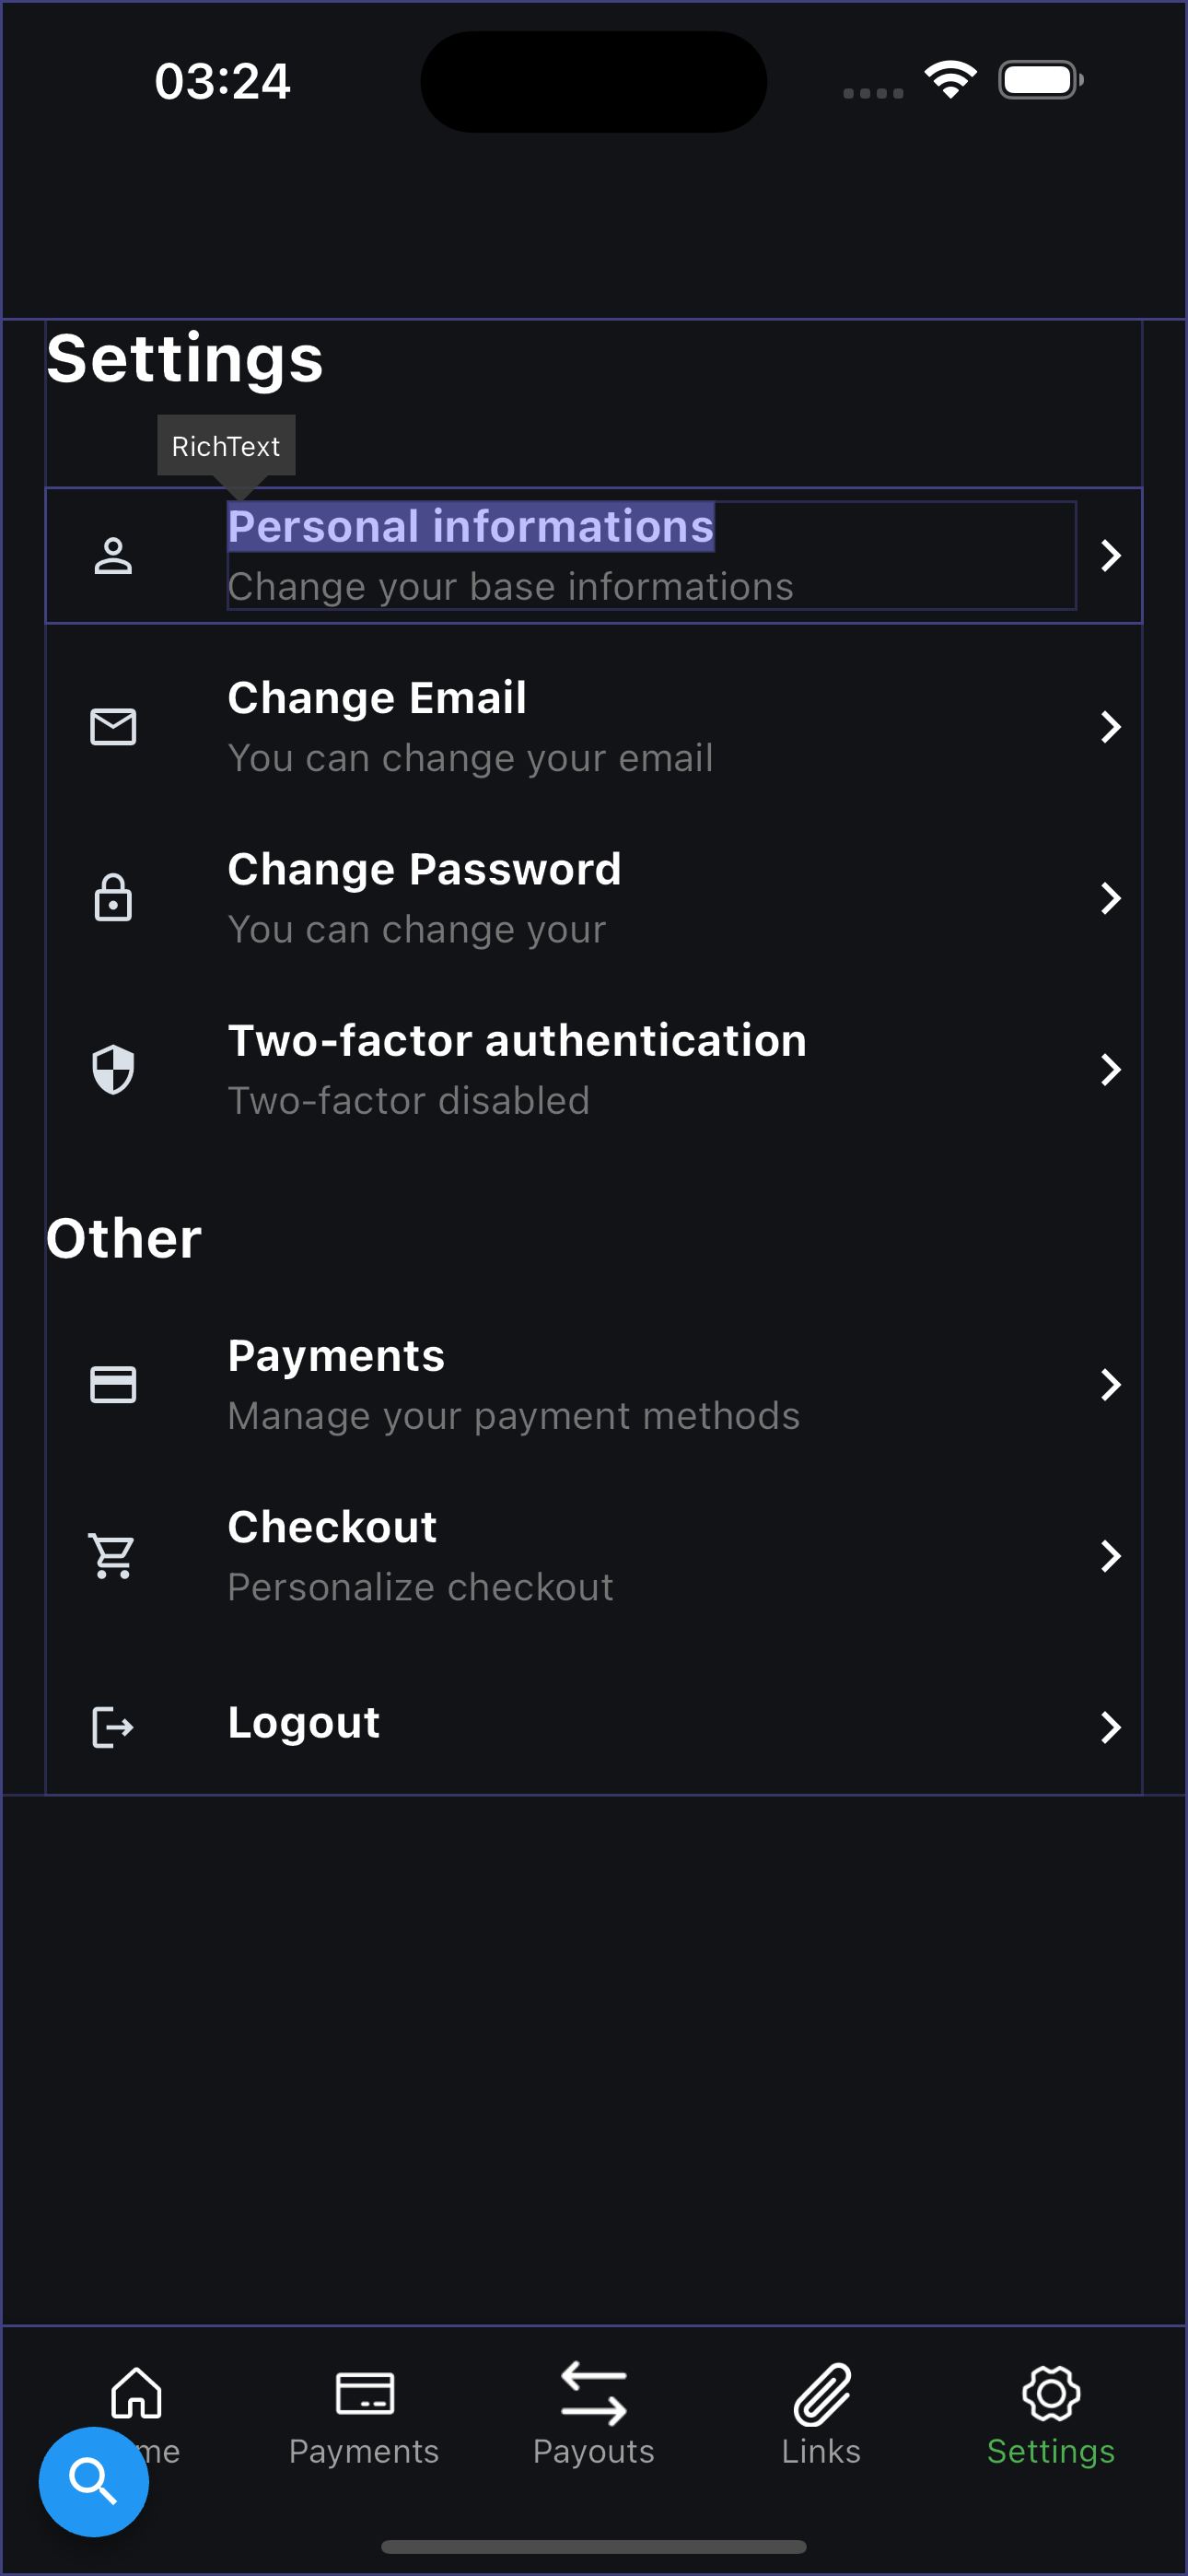 03:24
Settings
RichText
Personal informations
Change your base informations
Change Email
You can change your email
Change Password
You can change your
Two-factor authentication
Two-factor disabled
Other
Payments
Manage your payment methods
Checkout
Personalize checkout
Logout
me Payments Payouts Links Settings